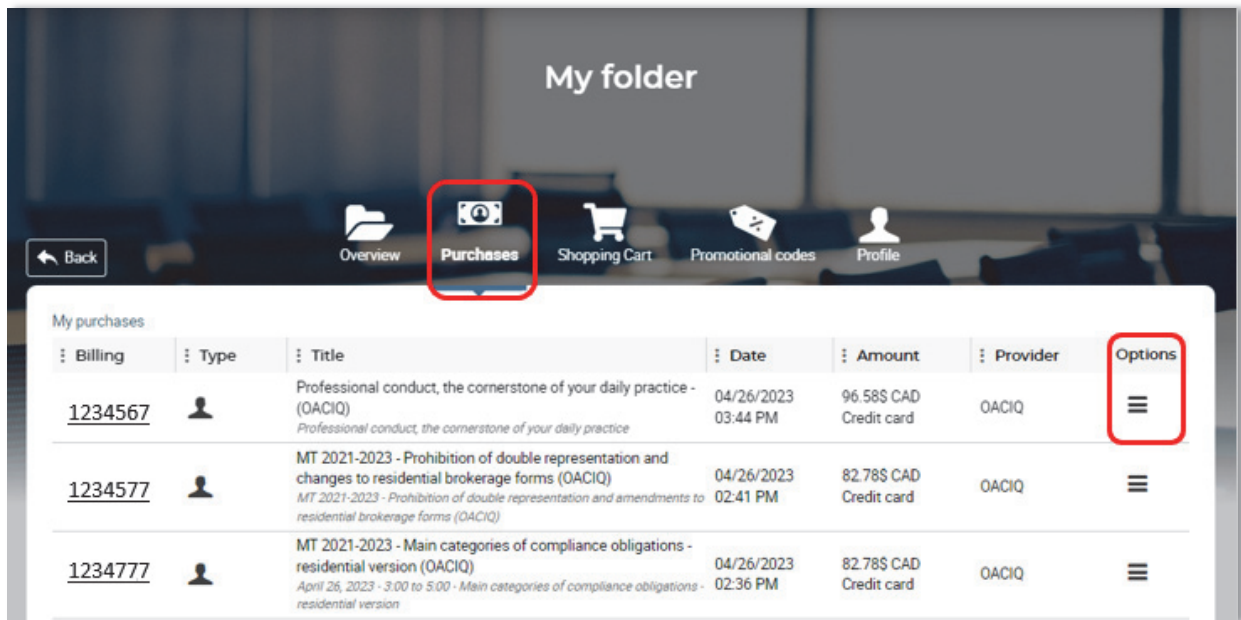 My folder
Back
Overview
Purchases
Shopping Cart
Promotional codes
Profile
My purchases
Billing Type Title Date Amount Provider Options
Professional conduct, the cornerstone of your daily practice -
(OACIQ)
Professional conduct, the cornerstone of your daily practice
1234567
04/26/2023
03:44 PM
96.58$ CAD
Credit card
OACIQ
MT 2021-2023 - Prohibition of double representation and
changes to residential brokerage forms (OACIQ)
MT 2021-2023 - Prohibition of double representation and amendments to
residential brokerage forms (OACIQ)
1234577
04/26/2023
02:41 PM
82.78$ CAD
Credit card
OACIQ
MT 2021-2023 - Main categories of compliance obligations -
residential version (OACIQ)
April 26, 2023 - 3:00 to 5:00 - Main categories of compliance obligations -
residential version
1234777
04/26/2023
02:36 PM
82.78$ CAD
Credit card
OACIQ